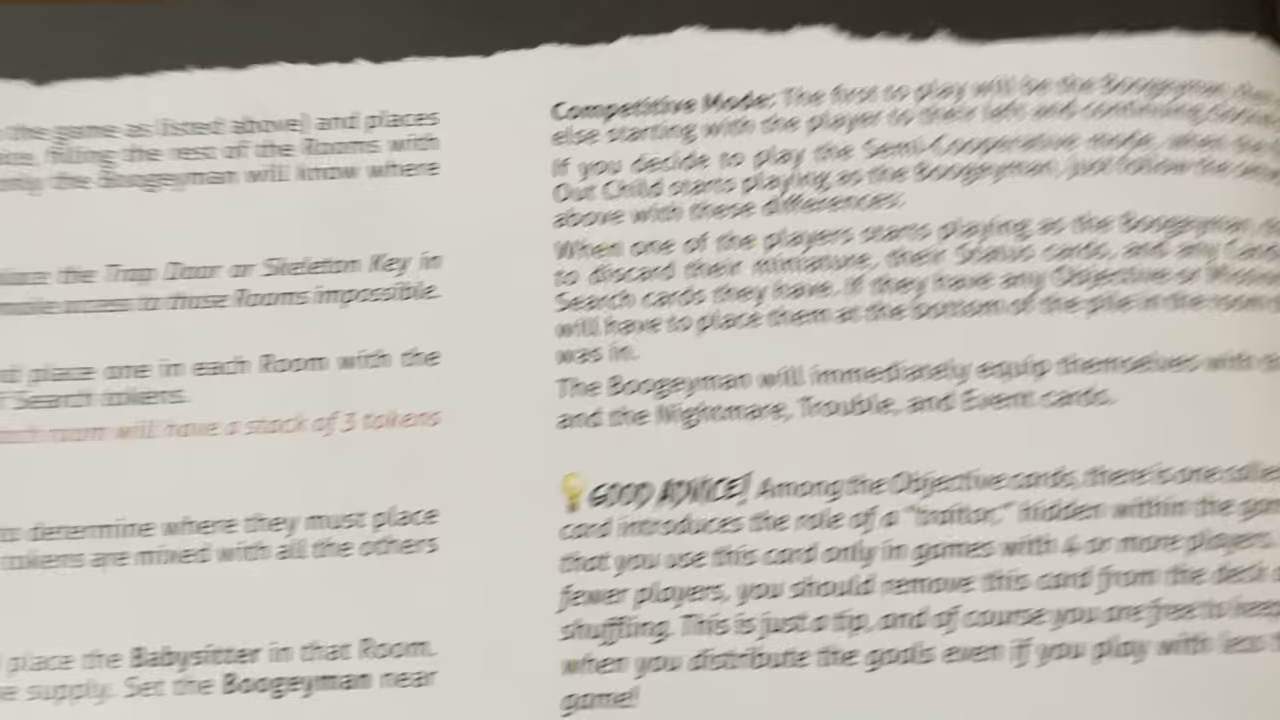 the game as listed above) and places
filling the rest of the Rooms with
the Boogeyman will know where
the Trap Door or Skeleton Key in
access to those Rooms impossible.
place one in each Room with the
Search tokens.
room will have a stack of 3 tokens
determine where they must place
tokens are mixed with all the others
place the Babysitter in that Room.
supply. Set the Boogeyman near
Competitive Mode: The first to play will be the Boogeyman,
else starting with the player to their left and continuing
If you decide to play the Semi-Cooperative mode, when the
Our Child starts playing as the Boogeyman, just follow the
above with these differences:
When one of the players starts playing as the Boogeyman,
to discard their miniature, their Status cards, and any
Search cards they have. If they have any Objective or
will have to place them at the bottom of the pile in the room
was in.
The Boogeyman will immediately equip themselves with
and the Nightmare, Trouble, and Event cards.
GOOD ADVICE! Among the Objective cards, there is one
card introduces the role of a "traitor," hidden within the
that you use this card only in games with 4 or more players.
fewer players, you should remove this card from the deck
shuffling. This is just a tip, and of course you are free to keep
when you distribute the goals even if you play with less
game!